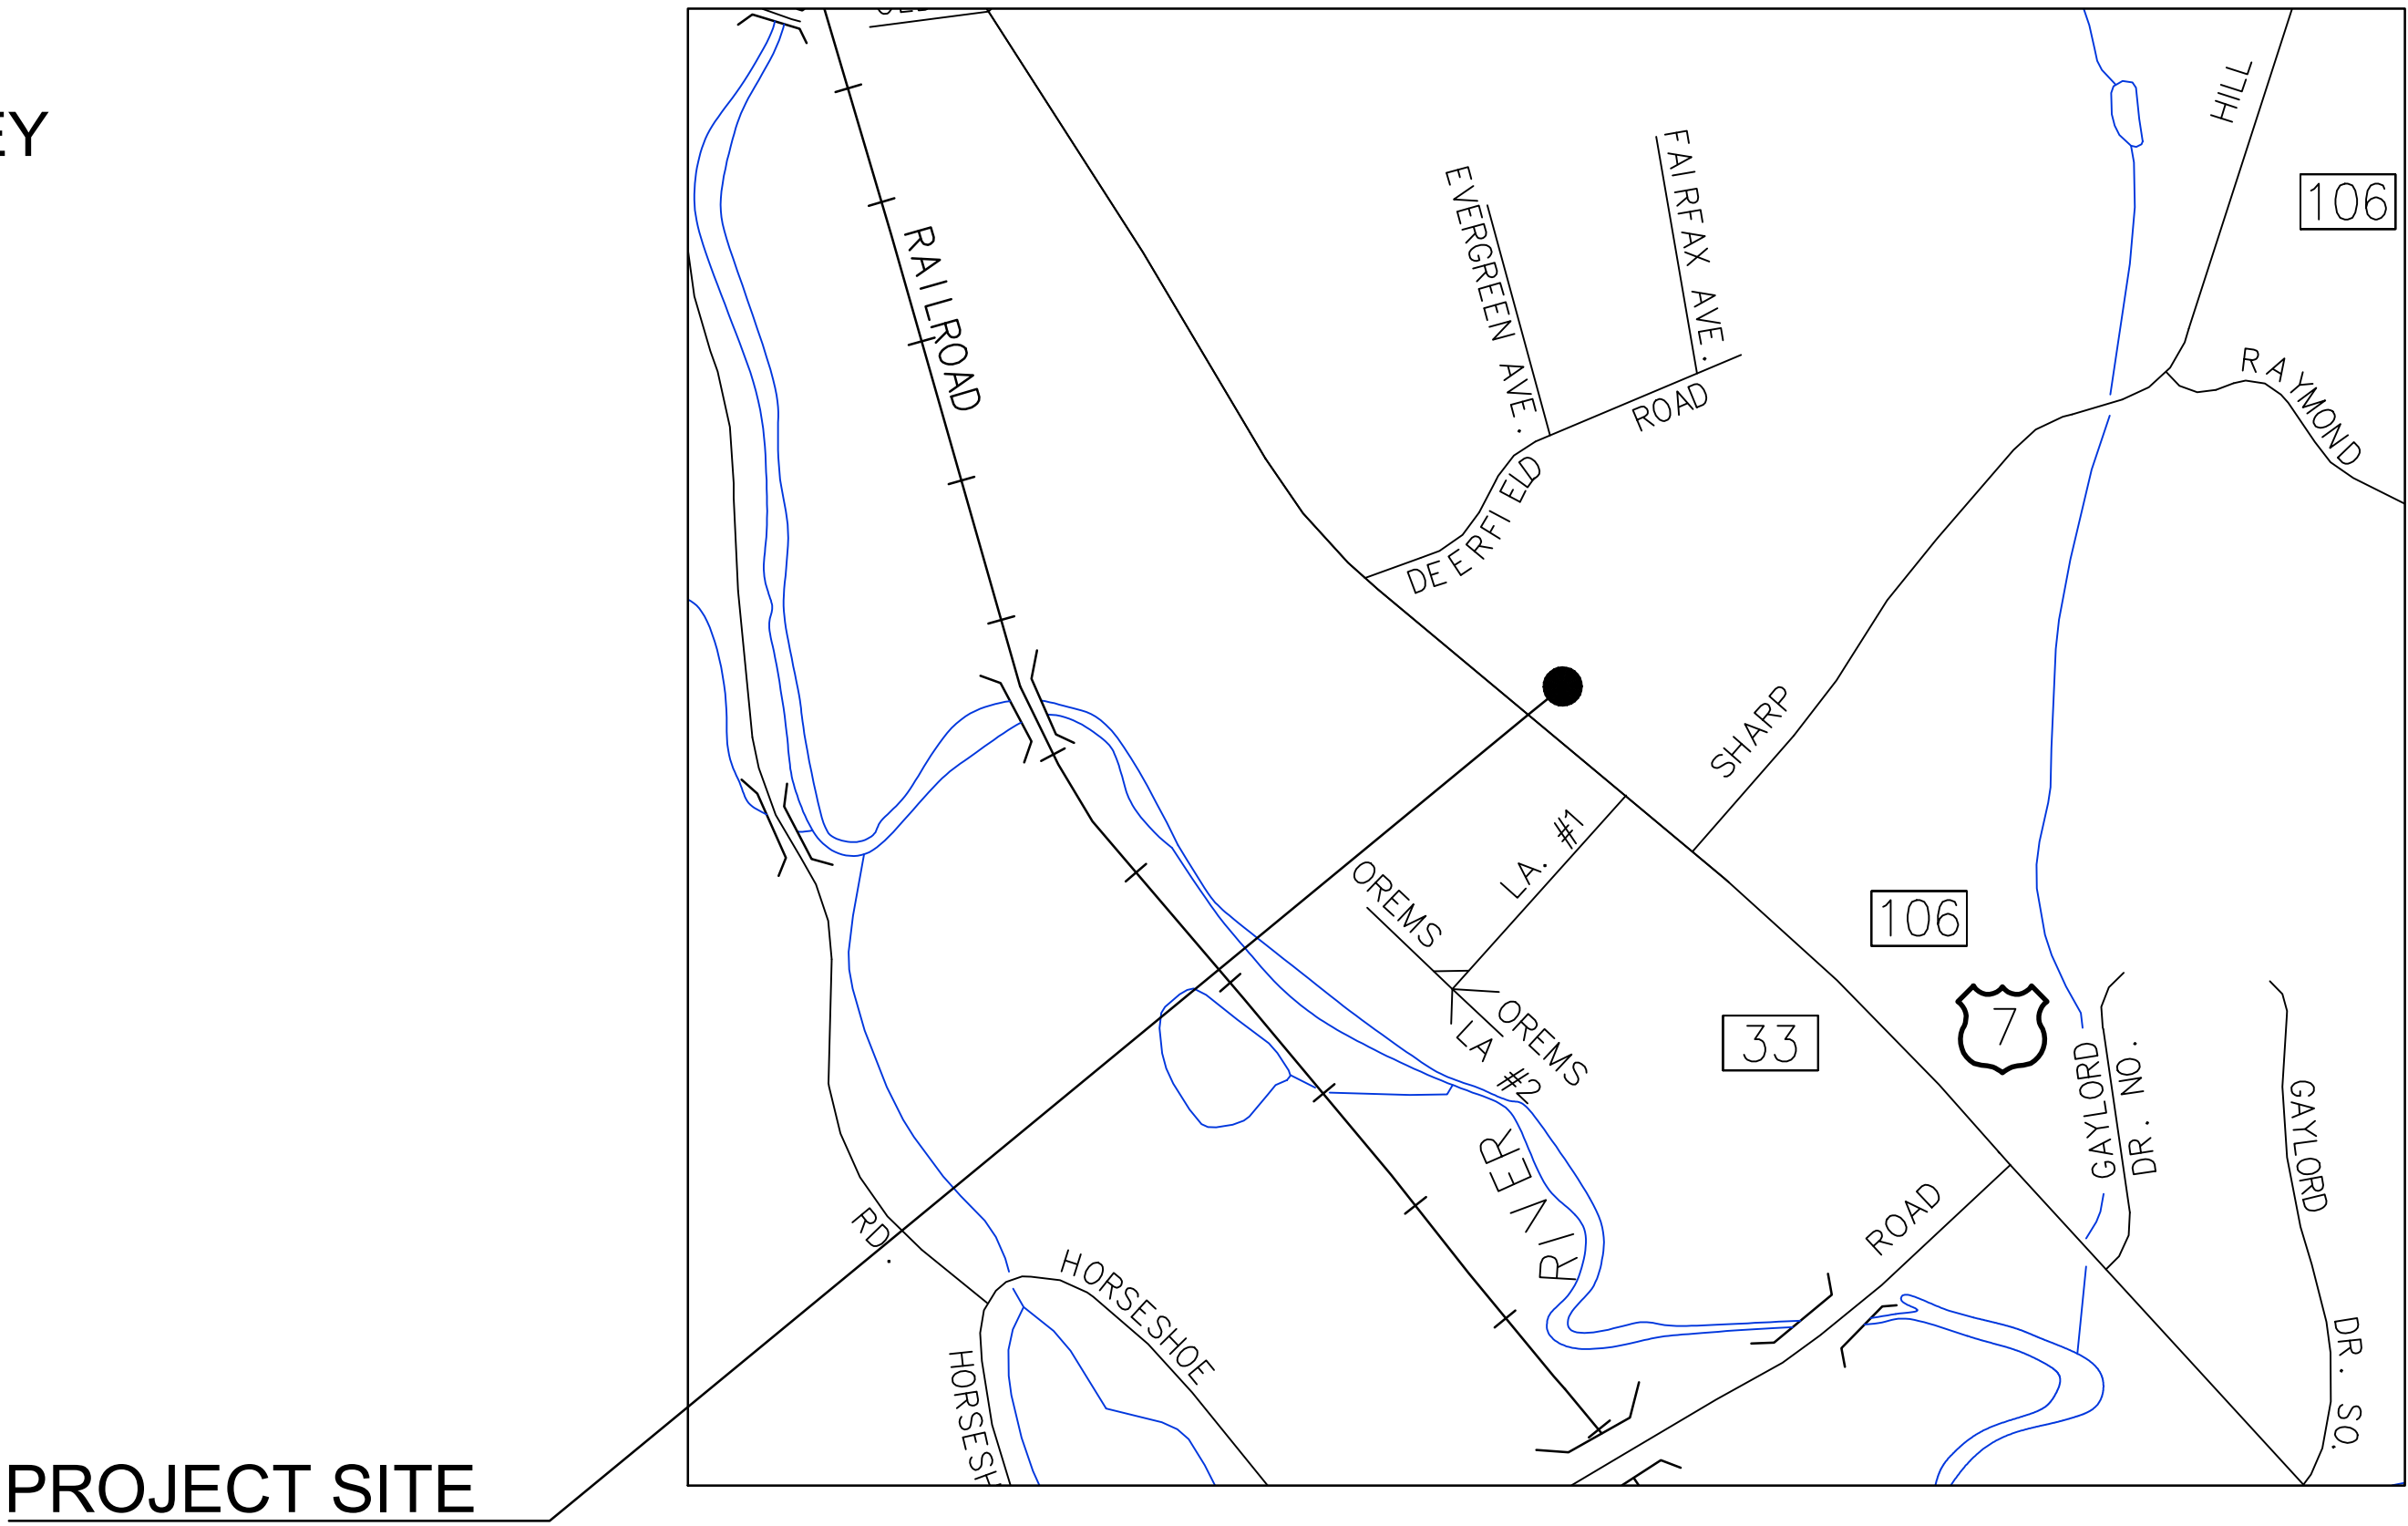 EY
HILL
106
FAIRFAX AVE.
EVERGREEN AVE.
RAILROAD
RAYMOND
DEERFIELD
ROAD
SHARP
LA. #1
OREMS
106
33
7
OREMS
LA #2
RIVER
GAYLORD
DR. NO.
GAYLORD
ROAD
RD.
HORSESHOE
HORSESH
DR. SO.
PROJECT SITE